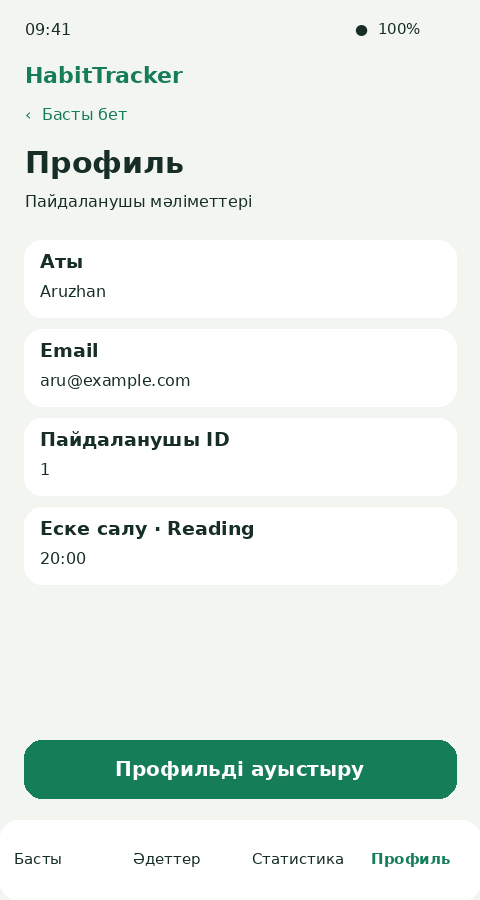 09:41 ● 100%
HabitTracker
‹ Басты бет
Профиль
Пайдаланушы мәліметтері
Аты
Aruzhan
Email
aru@example.com
Пайдаланушы ID
1
Еске салу · Reading
20:00
Профильді ауыстыру
Басты Әдеттер Статистика Профиль